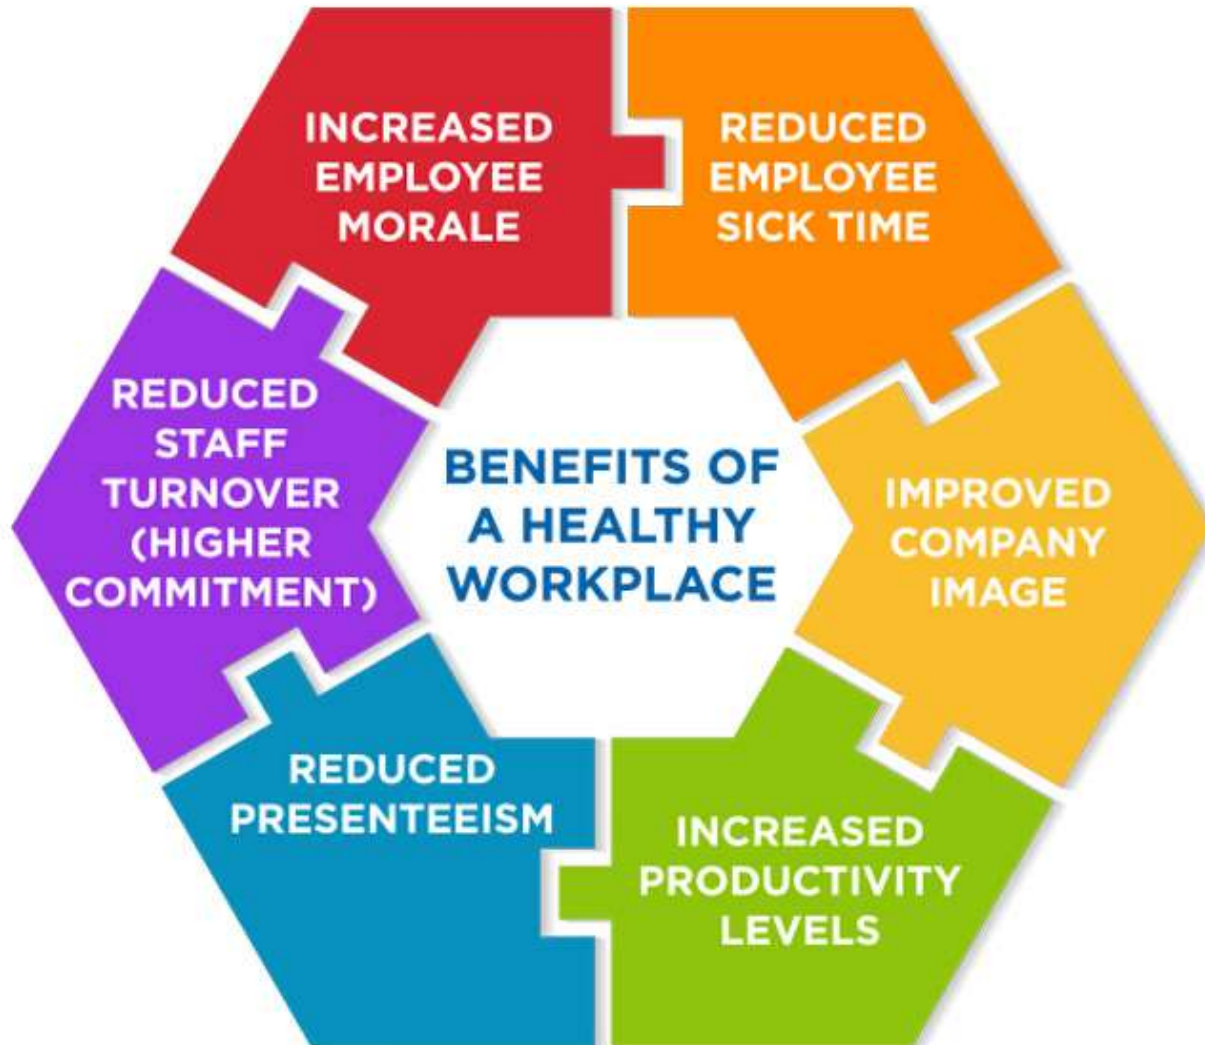 INCREASED
EMPLOYEE
MORALE
REDUCED
EMPLOYEE
SICK TIME
REDUCED
STAFF
TURNOVER
(HIGHER
COMMITMENT)
BENEFITS OF
A HEALTHY
WORKPLACE
IMPROVED
COMPANY
IMAGE
REDUCED
PRESENTEEISM
INCREASED
PRODUCTIVITY
LEVELS